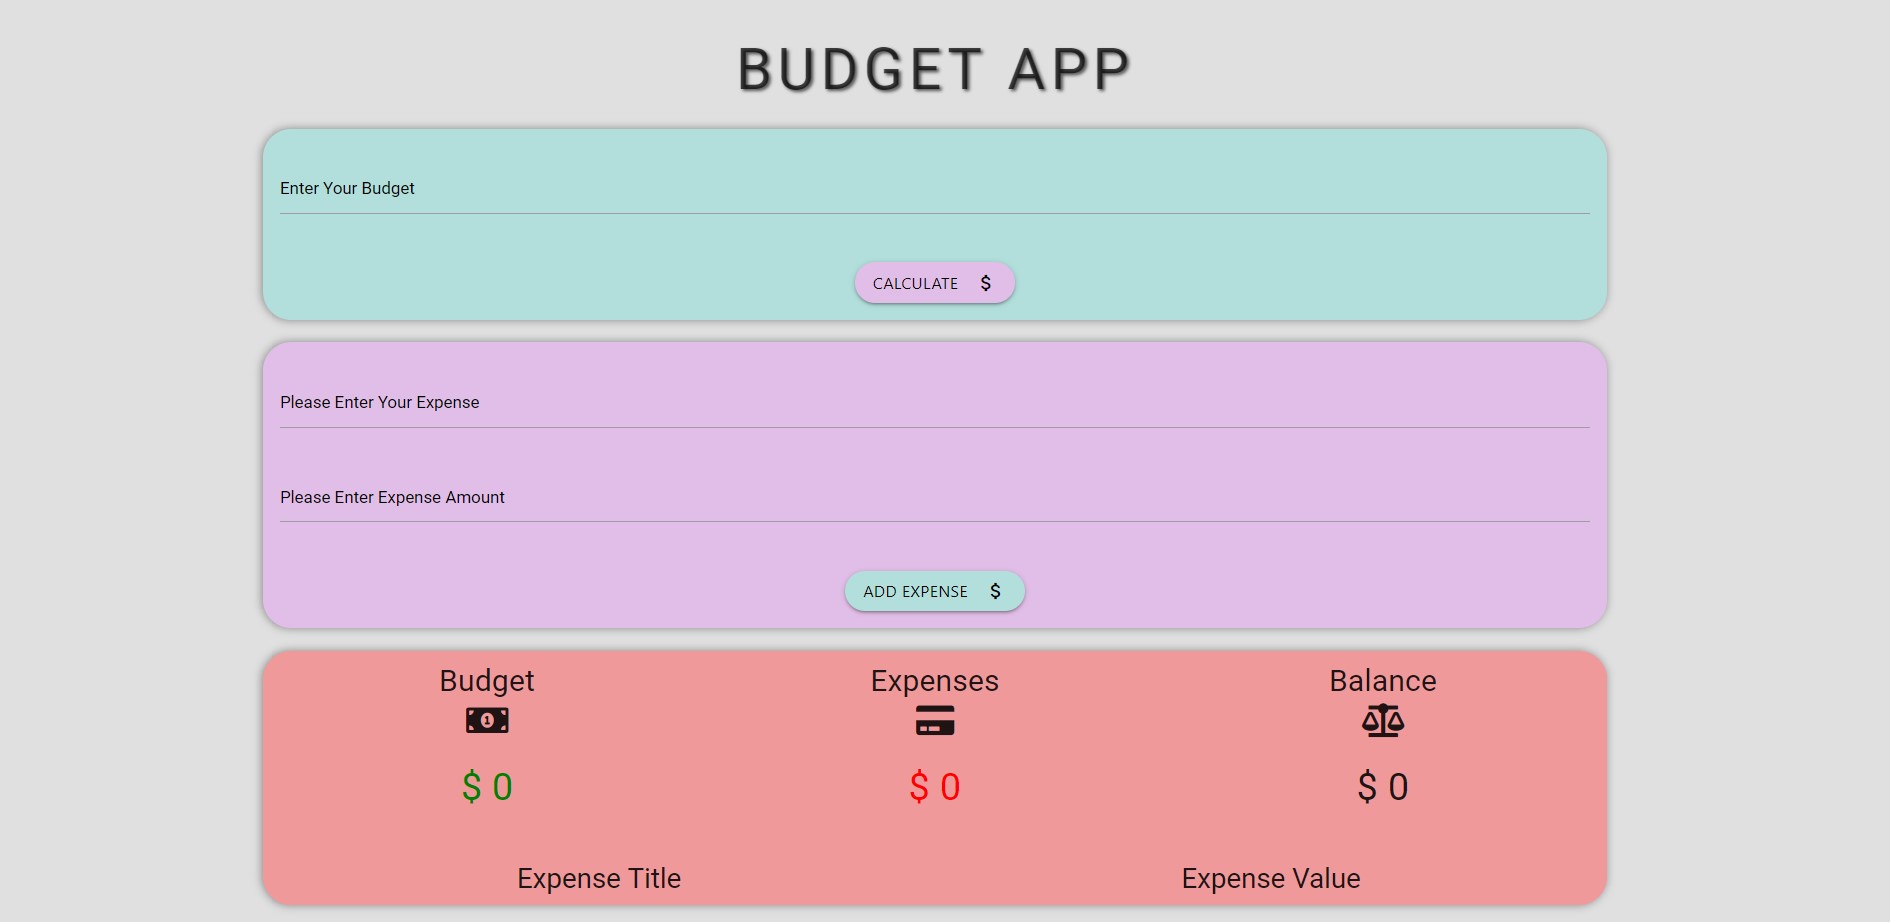 BUDGET APP
Enter Your Budget
CALCULATE $
Please Enter Your Expense
Please Enter Expense Amount
ADD EXPENSE $
Budget Expenses Balance
1
$ 0 $ 0 $ 0
Expense Title Expense Value